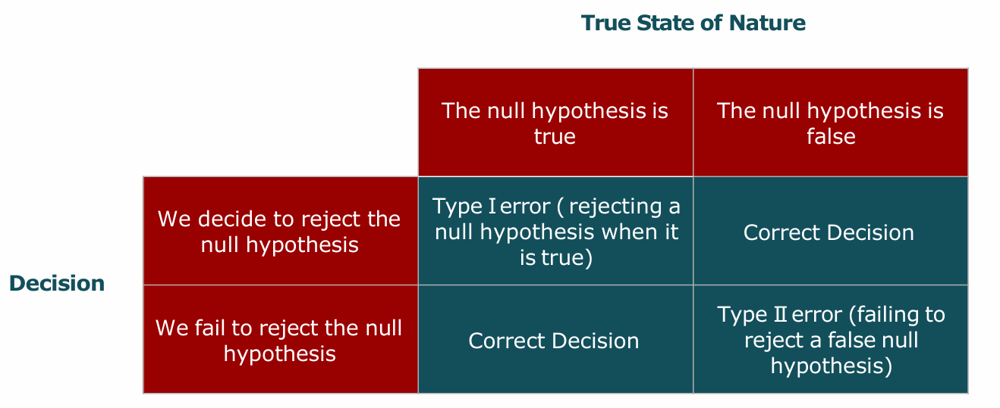 True State of Nature
The null hypothesis is
true
The null hypothesis is
false
We decide to reject the
null hypothesis
Type I error ( rejecting a
null hypothesis when it
is true)
Correct Decision
Decision
We fail to reject the null
hypothesis
Correct Decision
Type II error (failing to
reject a false null
hypothesis)